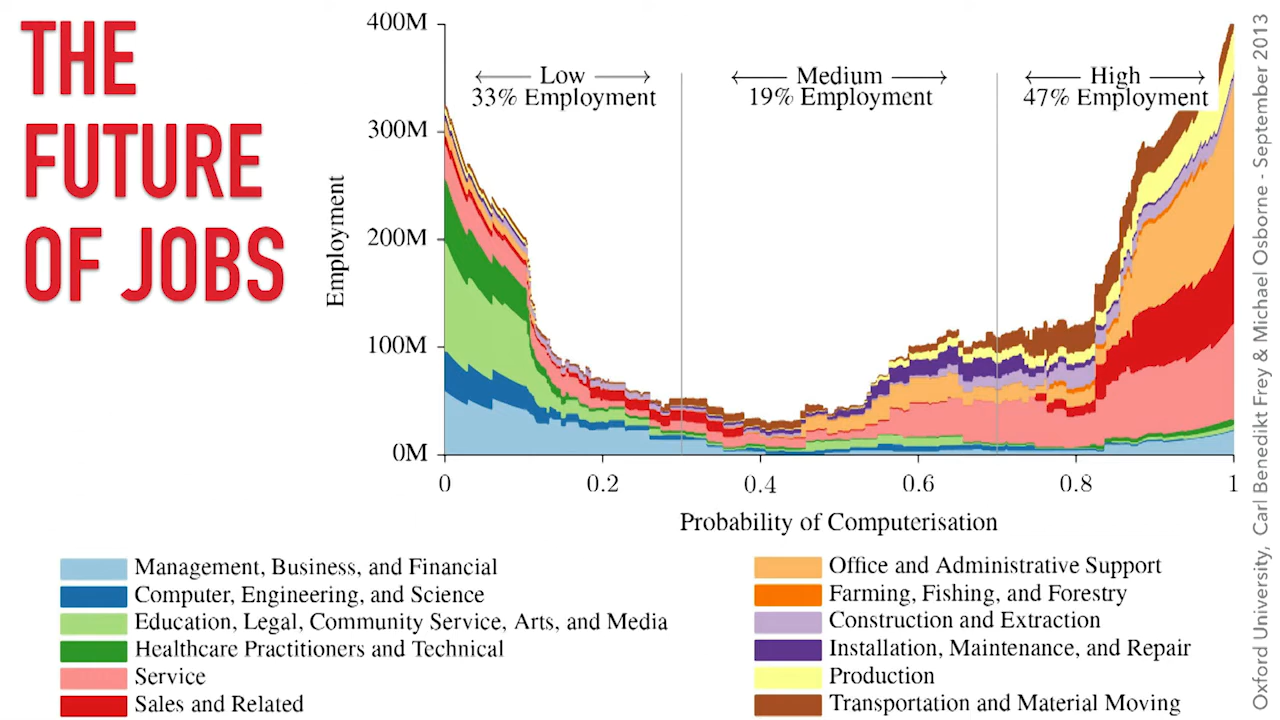 THE
FUTURE
OF JOBS
400M
300M
200M
100M
0M
Employment
Low
33% Employment
Medium
19% Employment
High
47% Employment
0
0.2
0.4
0.6
0.8
1
Probability of Computerisation
Management, Business, and Financial
Computer, Engineering, and Science
Education, Legal, Community Service, Arts, and Media
Healthcare Practitioners and Technical
Service
Sales and Related
Office and Administrative Support
Farming, Fishing, and Forestry
Construction and Extraction
Installation, Maintenance, and Repair
Production
Transportation and Material Moving
Oxford University, Carl Benedikt Frey & Michael Osborne - September 2013